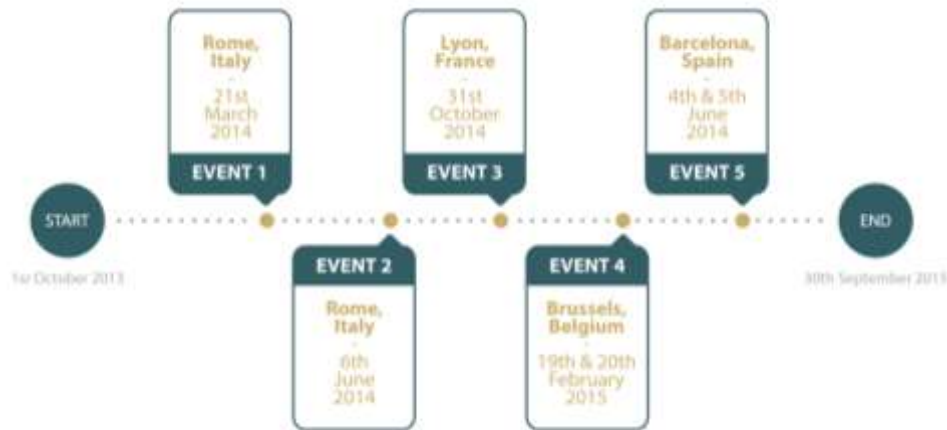 Rome,
Italy
-
21st
March
2014
EVENT 1
Lyon,
France
-
31st
October
2014
EVENT 3
Barcelona,
Spain
-
4th & 5th
June
2014
EVENT 5
START
1st October 2013
END
30th September 2015
EVENT 2
Rome,
Italy
-
6th
June
2014
EVENT 4
Brussels,
Belgium
-
19th & 20th
February
2015